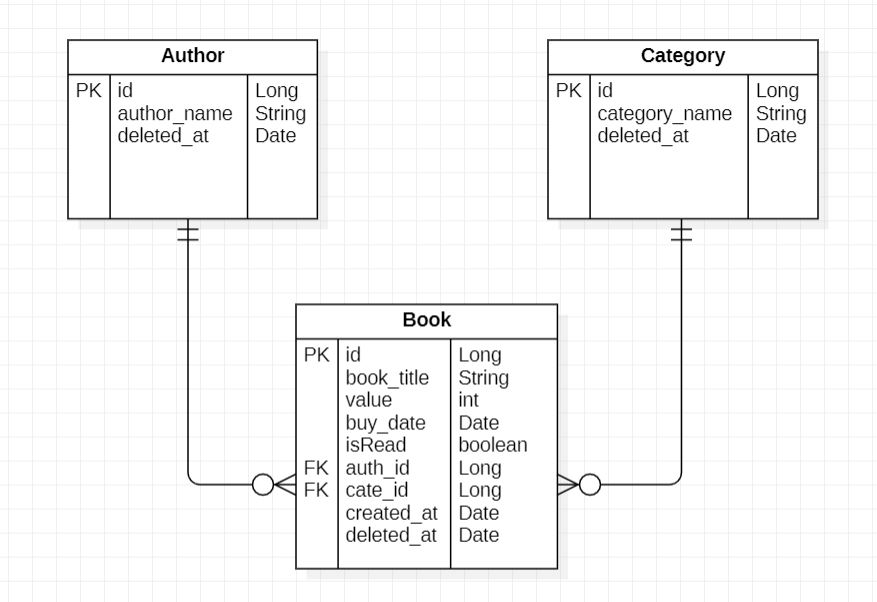 Author
PK id Long
author_name String
deleted_at Date
Category
PK id Long
category_name String
deleted_at Date
Book
PK id Long
book_title String
value int
buy_date Date
isRead boolean
FK auth_id Long
FK cate_id Long
created_at Date
deleted_at Date